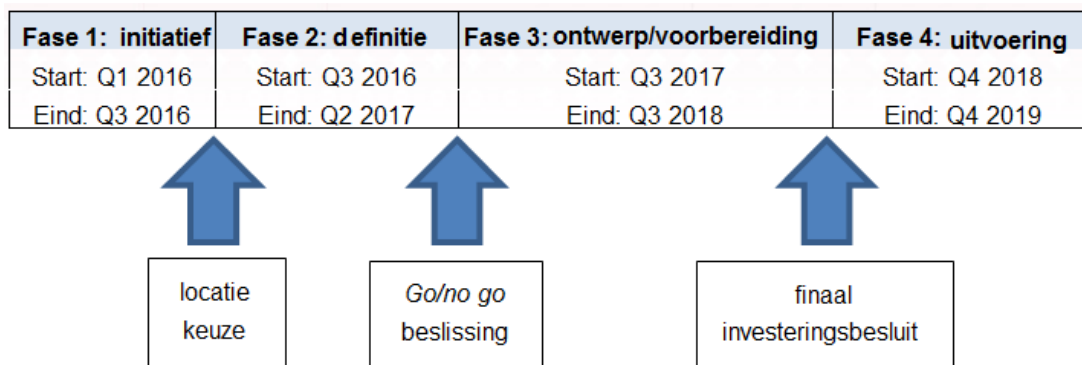 Fase 1: initiatief Fase 2: definitie Fase 3: ontwerp/voorbereiding Fase 4: uitvoering
Start: Q1 2016 Start: Q3 2016 Start: Q3 2017 Start: Q4 2018
Eind: Q3 2016 Eind: Q2 2017 Eind: Q3 2018 Eind: Q4 2019
locatie
keuze
Go/no go
beslissing
finaal
investeringsbesluit